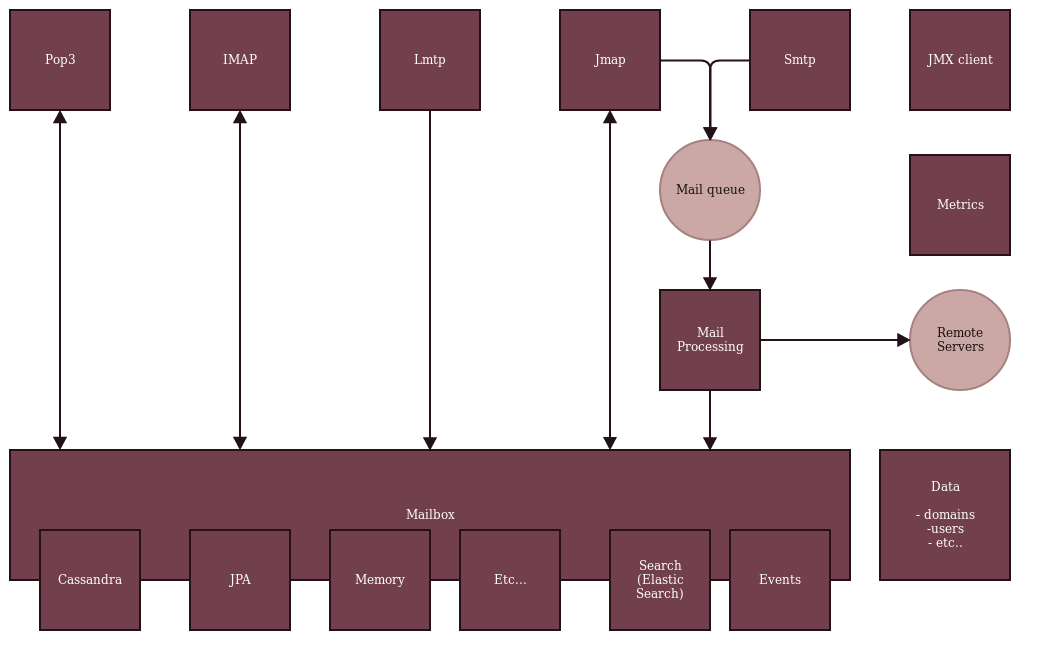 Pop3
IMAP
Lmtp
Jmap
Smtp
JMX client
Mail queue
Metrics
Mail
Processing
Remote
Servers
Mailbox
Data
- domains
-users
- etc..
Cassandra
JPA
Memory
Etc...
Search
(Elastic
Search)
Events